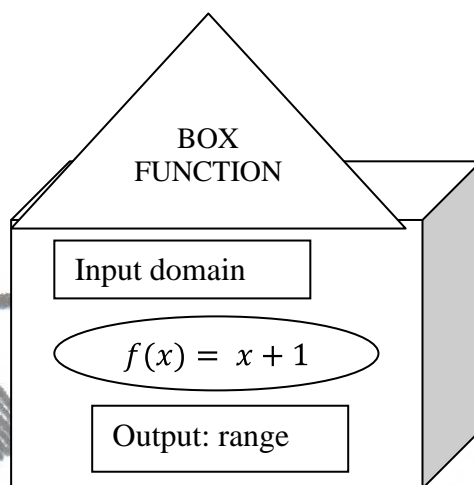 BOX
FUNCTION
Input domain
𝑓(𝑥) = 𝑥 + 1
Output: range